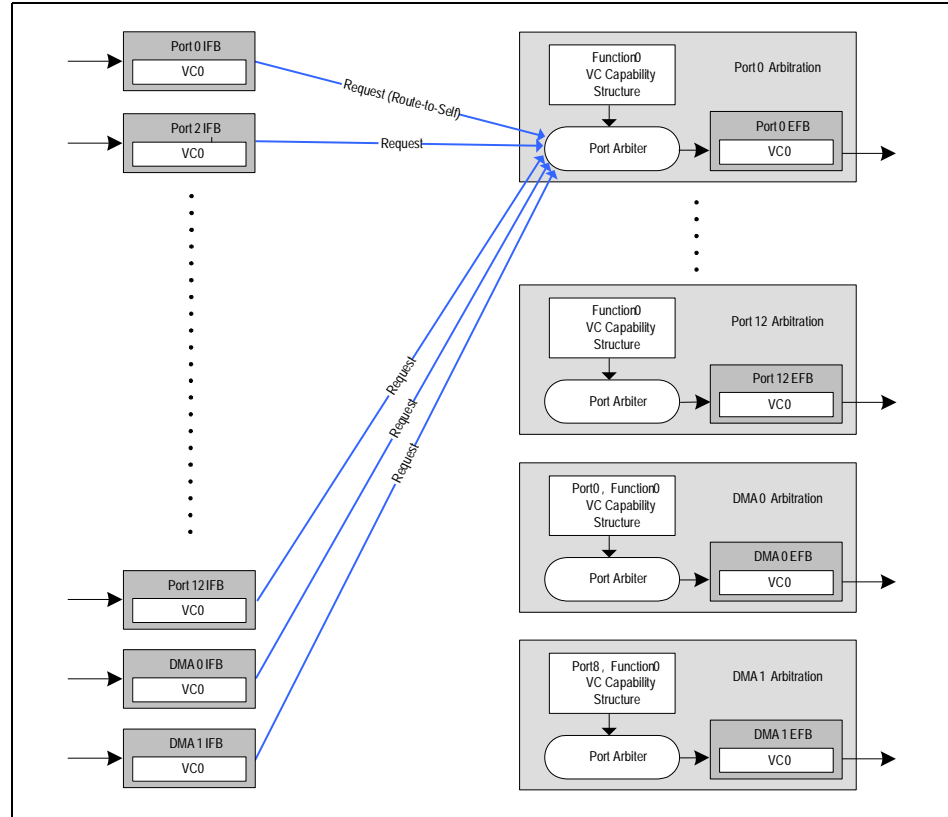 Port 0 IFB
VC0
Port 2 IFB
VC0
Port 12 IFB
VC0
DMA 0 IFB
VC0
DMA 1 IFB
VC0
Request (Route-to-Self)
Request
Request
Request
Request
Function0
VC Capability
Structure
Port 0 Arbitration
Port Arbiter
Port 0 EFB
VC0
Function0
VC Capability
Structure
Port 12 Arbitration
Port Arbiter
Port 12 EFB
VC0
Port0, Function0
VC Capability
Structure
DMA 0 Arbitration
Port Arbiter
DMA 0 EFB
VC0
Port8, Function0
VC Capability
Structure
DMA 1 Arbitration
Port Arbiter
DMA 1 EFB
VC0